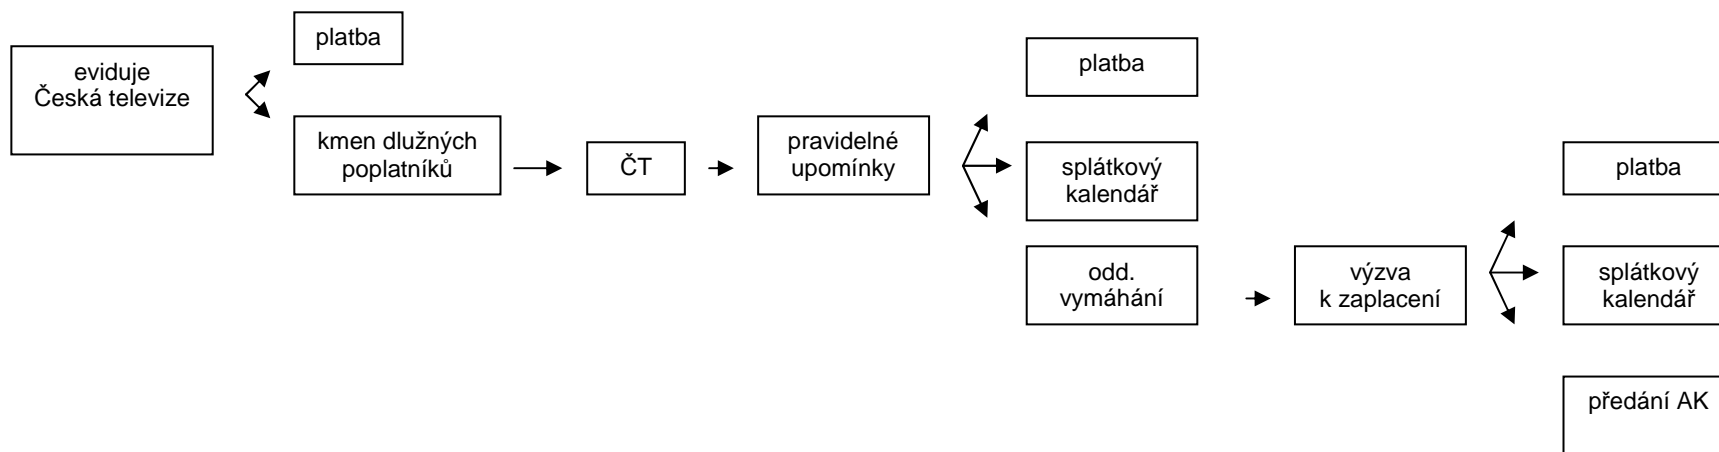 eviduje
Česká televize
platba
kmen dlužných
poplatníků
ČT
pravidelné
upomínky
platba
splátkový
kalendář
odd.
vymáhání
výzva
k zaplacení
platba
splátkový
kalendář
předání AK